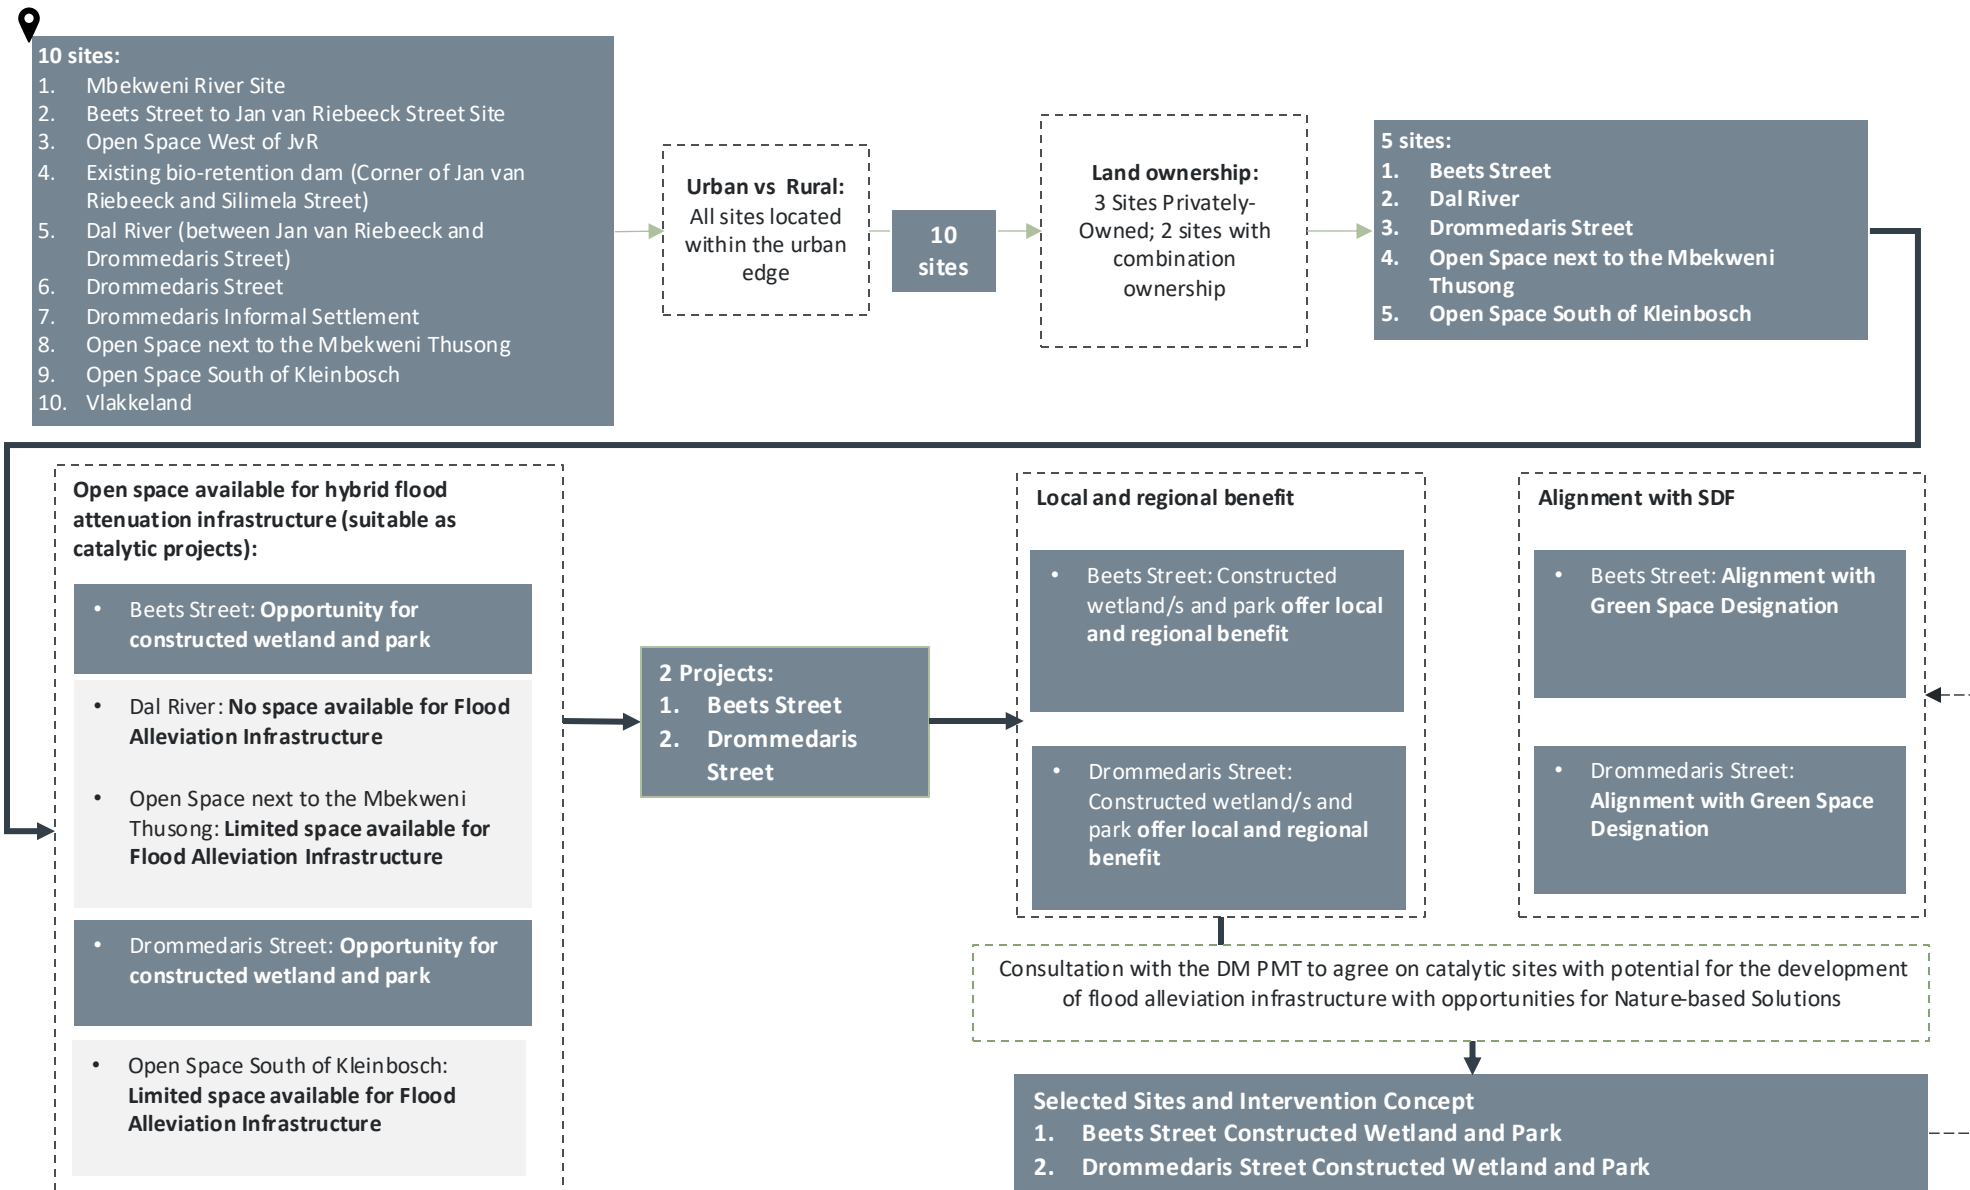 10 sites:
1. Mbekweni River Site
2. Beets Street to Jan van Riebeeck Street Site
3. Open Space West of JvR
4. Existing bio-retention dam (Corner of Jan van
Riebeeck and Silimela Street)
5. Dal River (between Jan van Riebeeck and
Drommedaris Street)
6. Drommedaris Street
7. Drommedaris Informal Settlement
8. Open Space next to the Mbekweni Thusong
9. Open Space South of Kleinbosch
10. Vlakkeland
Urban vs Rural:
All sites located
within the urban
edge
10
sites
Land ownership:
3 Sites Privately-
Owned; 2 sites with
combination
ownership
5 sites:
1. Beets Street
2. Dal River
3. Drommedaris Street
4. Open Space next to the Mbekweni
Thusong
5. Open Space South of Kleinbosch
Open space available for hybrid flood
attenuation infrastructure (suitable as
catalytic projects):
• Beets Street: Opportunity for
constructed wetland and park
• Dal River: No space available for Flood
Alleviation Infrastructure
• Open Space next to the Mbekweni
Thusong: Limited space available for
Flood Alleviation Infrastructure
• Drommedaris Street: Opportunity for
constructed wetland and park
• Open Space South of Kleinbosch:
Limited space available for Flood
Alleviation Infrastructure
2 Projects:
1. Beets Street
2. Drommedaris
Street
Local and regional benefit
• Beets Street: Constructed
wetland/s and park offer local
and regional benefit
• Drommedaris Street:
Constructed wetland/s and
park offer local and regional
benefit
Alignment with SDF
• Beets Street: Alignment with
Green Space Designation
• Drommedaris Street:
Alignment with Green Space
Designation
Consultation with the DM PMT to agree on catalytic sites with potential for the development
of flood alleviation infrastructure with opportunities for Nature-based Solutions
Selected Sites and Intervention Concept
1. Beets Street Constructed Wetland and Park
2. Drommedaris Street Constructed Wetland and Park